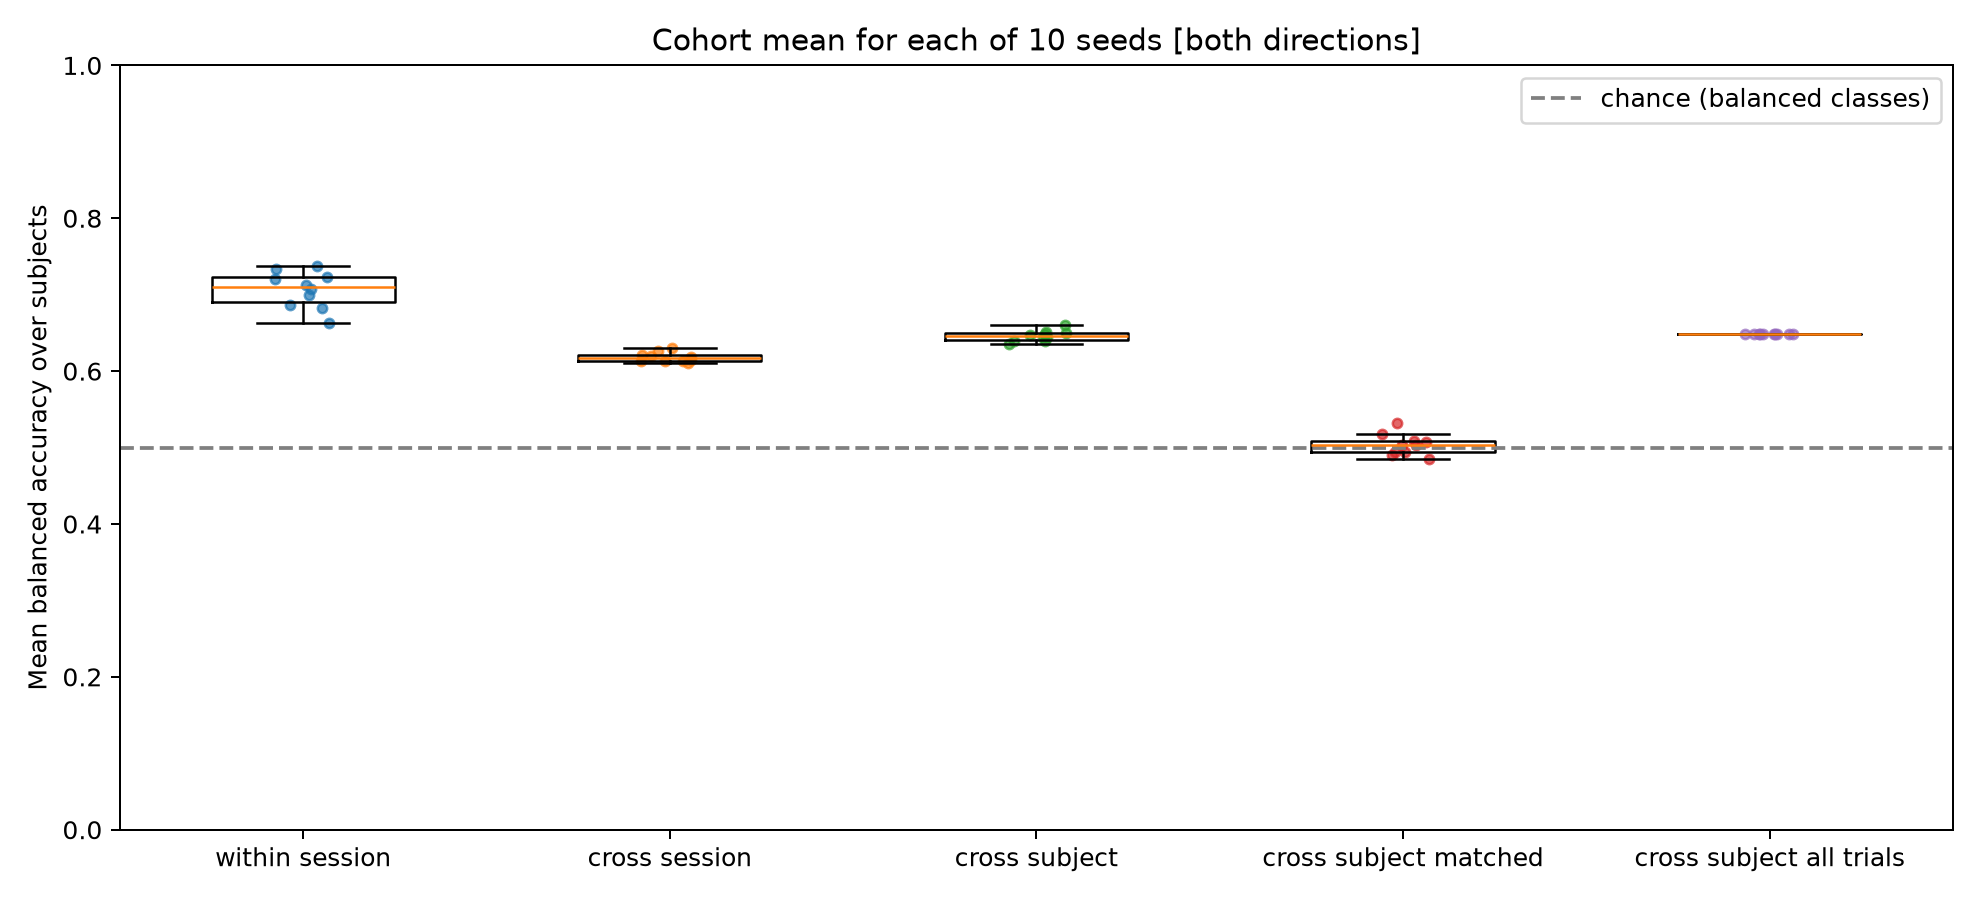 Cohort mean for each of 10 seeds [both directions]
1.0
0.8
0.6
0.4
0.2
0.0
Mean balanced accuracy over subjects
chance (balanced classes)
within session
cross session
cross subject
cross subject matched
cross subject all trials